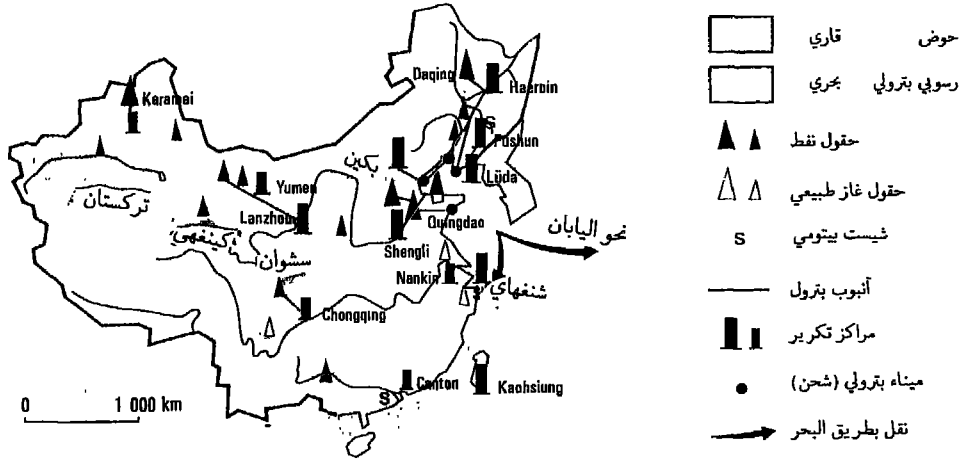 Daqing
Haerbin
Karamai
Fushun
بكين
Yumen
Lüda
تركستان
Lanzhou
Quingdao
نحو اليابان
كينغهي
Shengli
سشوان
Nankin
شنغهاي
Chongqing
Canton
Kaohsiung
S
S
0 1 000 km
حوض قاري
رسوبي بترولي بحري
حقول نفط
حقول غاز طبيعي
S شيست بيتومي
أنبوب بترول
مراكز تكرير
ميناء بترولي (شحن)
نقل بطريق البحر